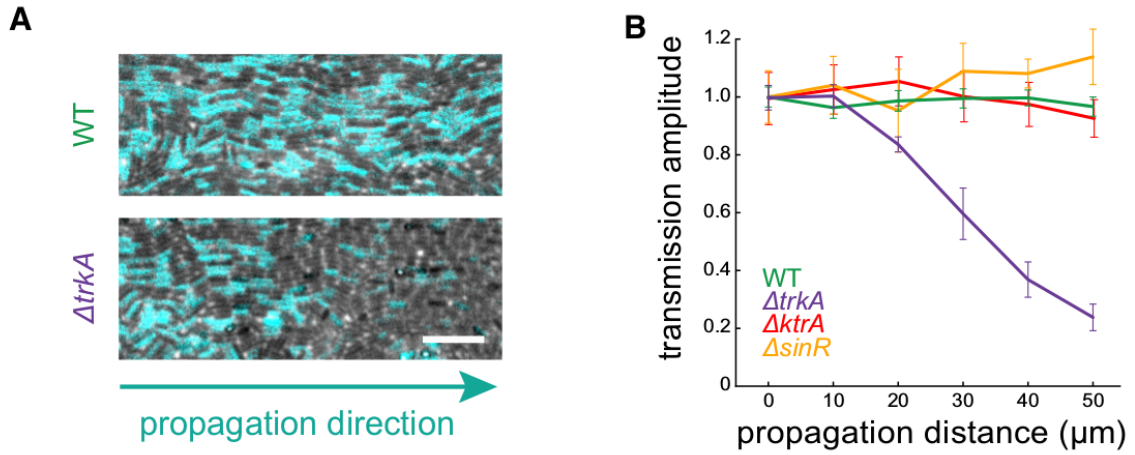 A
WT
ΔtrkA
propagation direction
B
transmission amplitude
1.2
1.0
0.8
0.6
0.4
0.2
0
WT
ΔtrkA
ΔktrA
ΔsinR
0 10 20 30 40 50
propagation distance (μm)